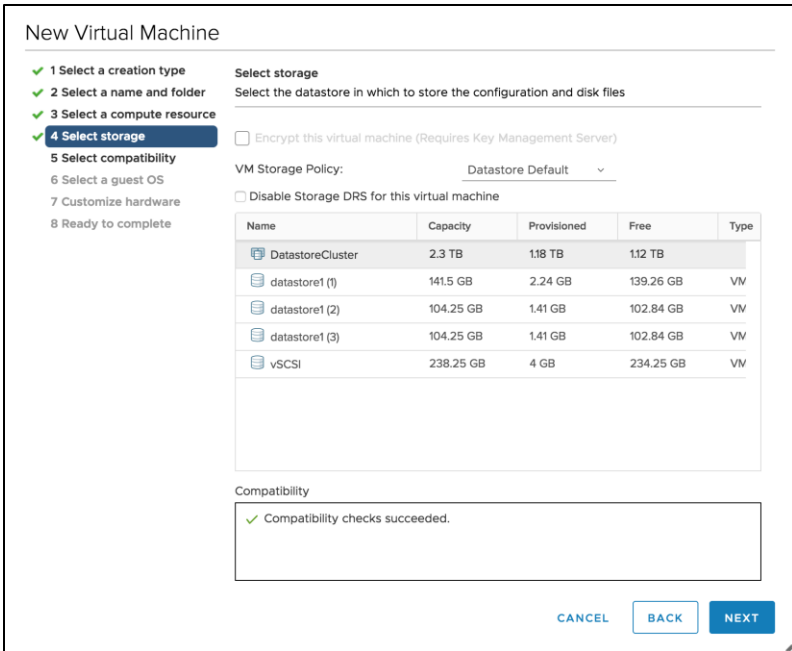 New Virtual Machine
1 Select a creation type
2 Select a name and folder
3 Select a compute resource
4 Select storage
5 Select compatibility
6 Select a guest OS
7 Customize hardware
8 Ready to complete
Select storage
Select the datastore in which to store the configuration and disk files
Encrypt this virtual machine (Requires Key Management Server)
VM Storage Policy: Datastore Default
Disable Storage DRS for this virtual machine
Name Capacity Provisioned Free Type
DatastoreCluster 2.3 TB 1.18 TB 1.12 TB
datastore1 (1) 141.5 GB 2.24 GB 139.26 GB VM
datastore1 (2) 104.25 GB 1.41 GB 102.84 GB VM
datastore1 (3) 104.25 GB 1.41 GB 102.84 GB VM
vSCSI 238.25 GB 4 GB 234.25 GB VM
Compatibility
Compatibility checks succeeded.
CANCEL BACK NEXT